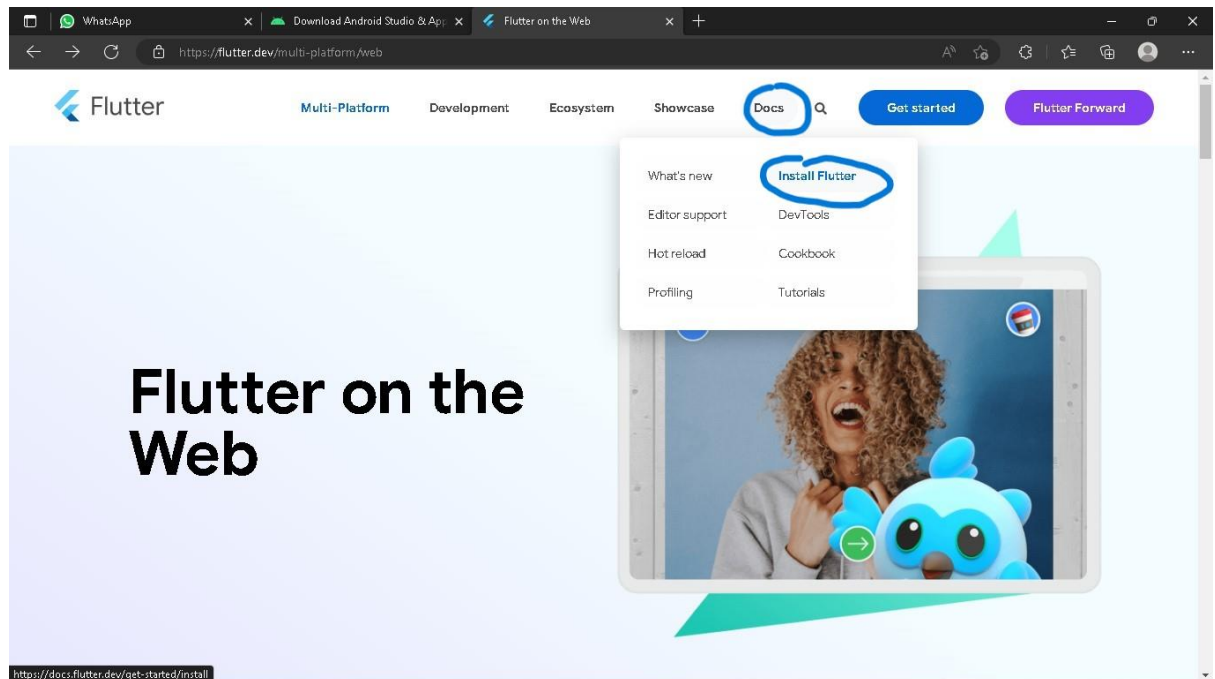 WhatsApp
Download Android Studio & App
Flutter on the Web
https://flutter.dev/multi-platform/web
Flutter
Multi-Platform Development Ecosystem Showcase Docs Get started Flutter Forward
What's new Install Flutter
Editor support DevTools
Hot reload Cookbook
Profiling Tutorials
Flutter on the
Web
https://docs.flutter.dev/get-started/install